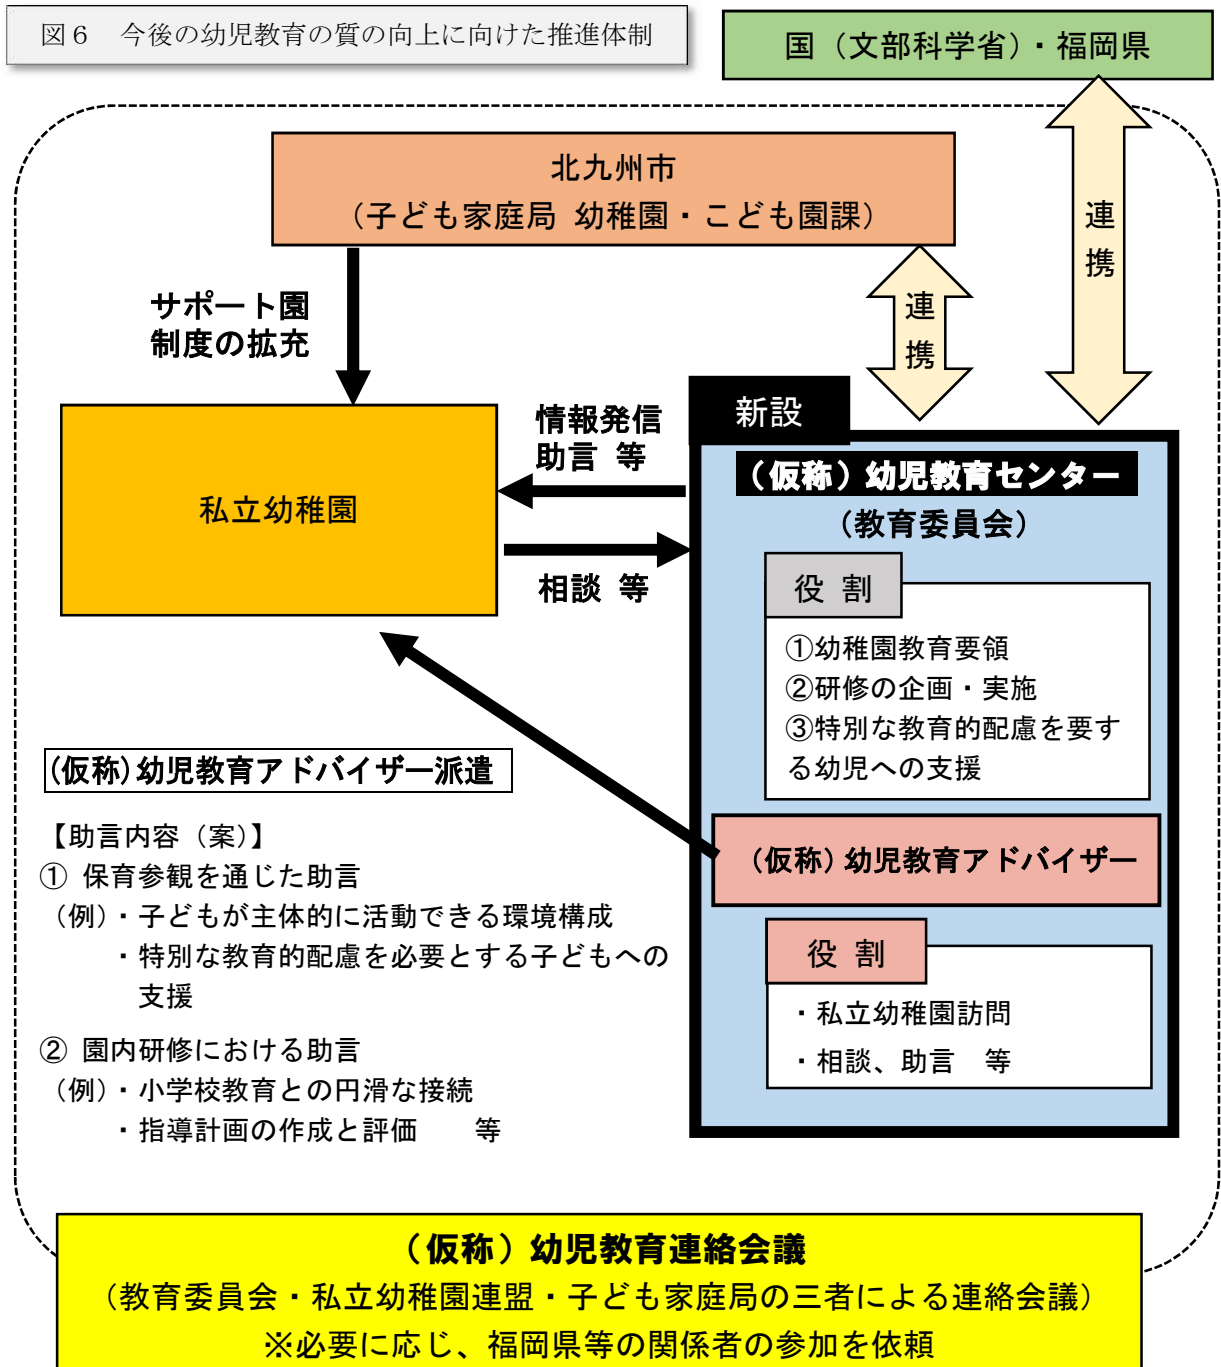 図６　今後の幼児教育の質の向上に向けた推進体制
国（文部科学省）・福岡県
北九州市
（子ども家庭局 幼稚園・こども園課）
連
携
連
携
サポート園
制度の拡充
私立幼稚園
情報発信
助言 等
相談 等
新設
（仮称）幼児教育センター
（教育委員会）
役 割
①幼稚園教育要領
②研修の企画・実施
③特別な教育的配慮を要す
る幼児への支援
（仮称）幼児教育アドバイザー
役 割
・私立幼稚園訪問
・相談、助言　等
(仮称)幼児教育アドバイザー派遣
【助言内容（案）】
① 保育参観を通じた助言
（例）・子どもが主体的に活動できる環境構成
・特別な教育的配慮を必要とする子どもへの
支援
② 園内研修における助言
（例）・小学校教育との円滑な接続
・指導計画の作成と評価　　等
（仮称）幼児教育連絡会議
（教育委員会・私立幼稚園連盟・子ども家庭局の三者による連絡会議）
※必要に応じ、福岡県等の関係者の参加を依頼